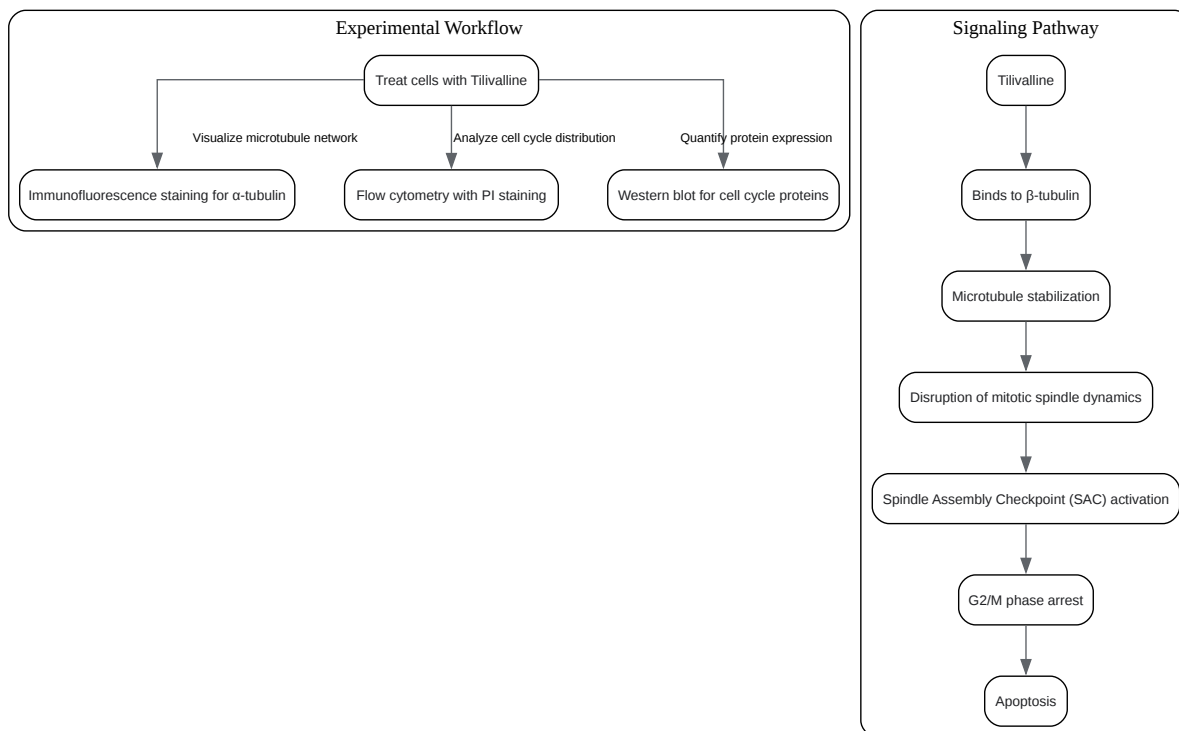 Experimental Workflow
Treat cells with Tilivalline
Visualize microtubule network
Analyze cell cycle distribution
Quantify protein expression
Immunofluorescence staining for α-tubulin
Flow cytometry with PI staining
Western blot for cell cycle proteins
Signaling Pathway
Tilivalline
Binds to β-tubulin
Microtubule stabilization
Disruption of mitotic spindle dynamics
Spindle Assembly Checkpoint (SAC) activation
G2/M phase arrest
Apoptosis